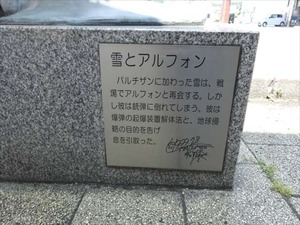 雪とアルフォン
パルチザンに加わった雪は、戦
場でアルフォンと再会する。しか
し彼は銃弾に倒れてしまう。彼は
爆弾の起爆装置解体法と、地球侵
略の目的を告げ
息を引取った。